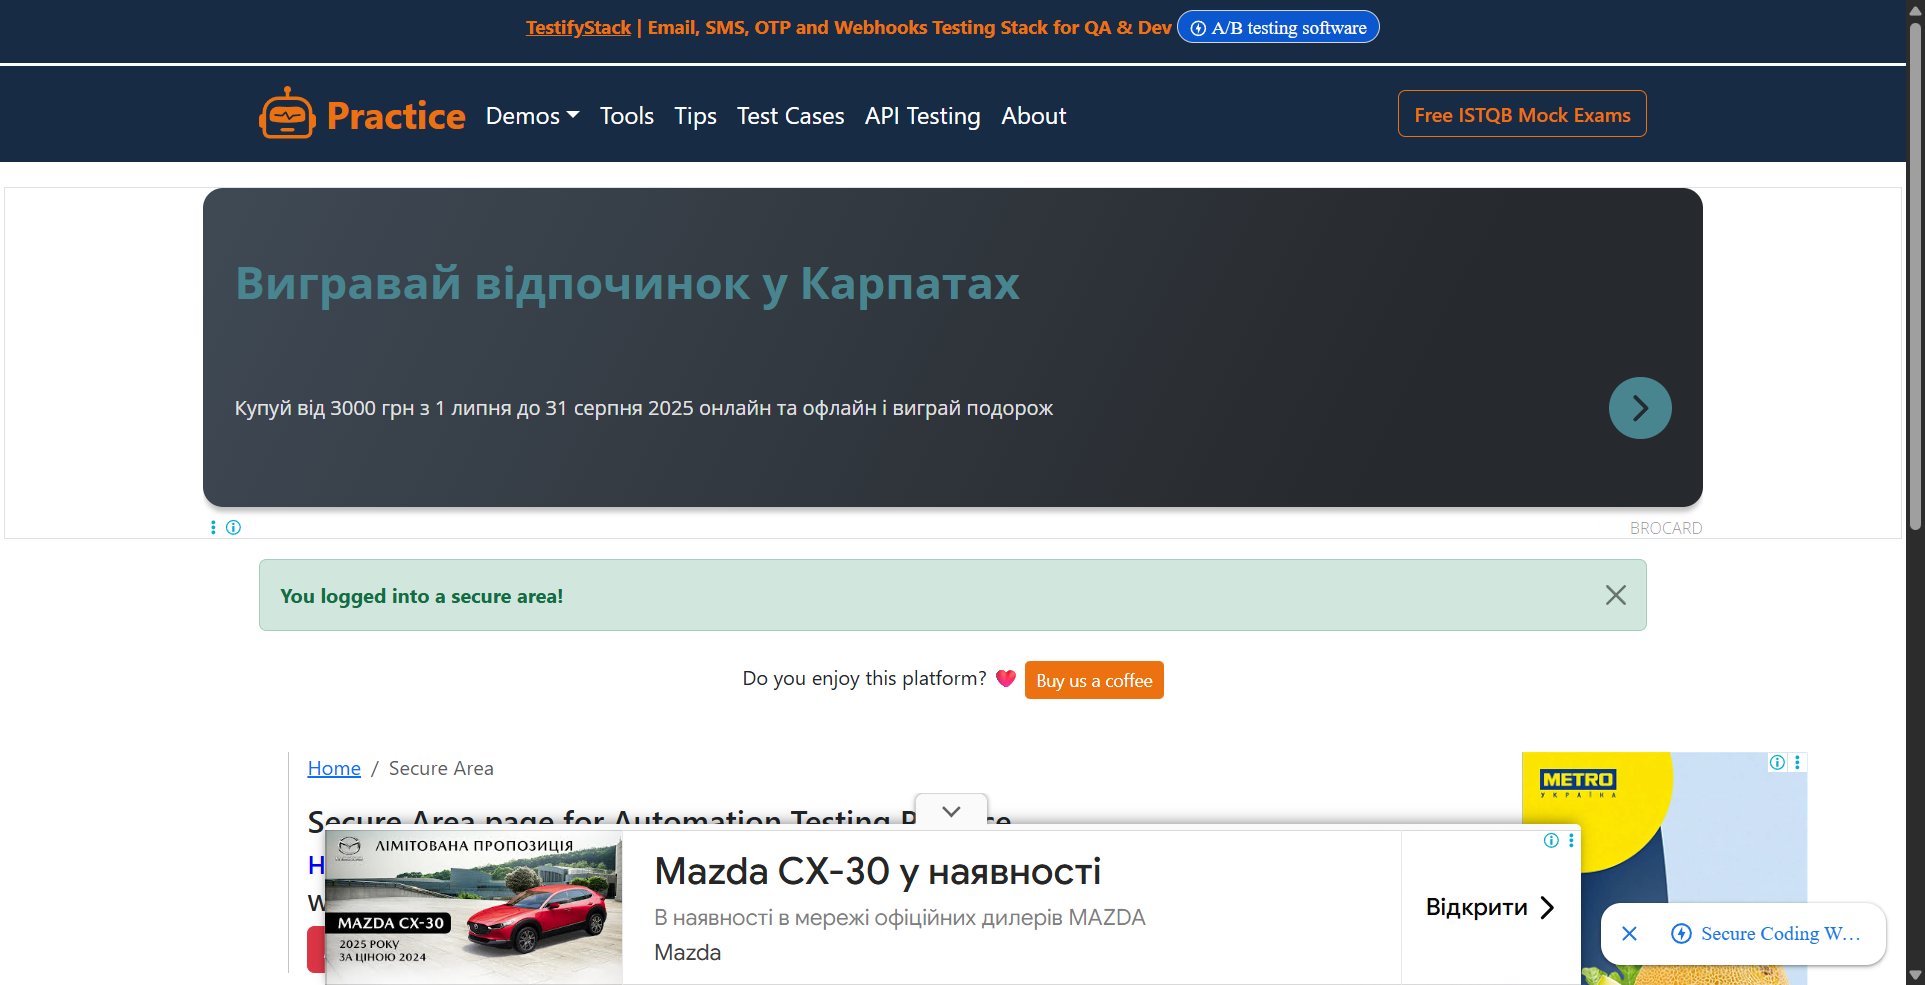 TestifyStack | Email, SMS, OTP and Webhooks Testing Stack for QA & Dev
A/B testing software
Practice
Demos
Tools
Tips
Test Cases
API Testing
About
Free ISTQB Mock Exams
Вигравай відпочинок у Карпатах
Купуй від 3000 грн з 1 липня до 31 серпня 2025 онлайн та офлайн і виграй подорож
BROCARD
You logged into a secure area!
Do you enjoy this platform?
Buy us a coffee
Home / Secure Area
Secure Area page for Automation Testing
METRO
УКРАЇНА
ЛІМІТОВАНА ПРОПОЗИЦІЯ
MAZDA CX-30
2025 РОКУ
ЗА ЦІНОЮ 2024
Mazda CX-30 у наявності
В наявності в мережі офіційних дилерів MAZDA
Mazda
Відкрити
Secure Coding W...